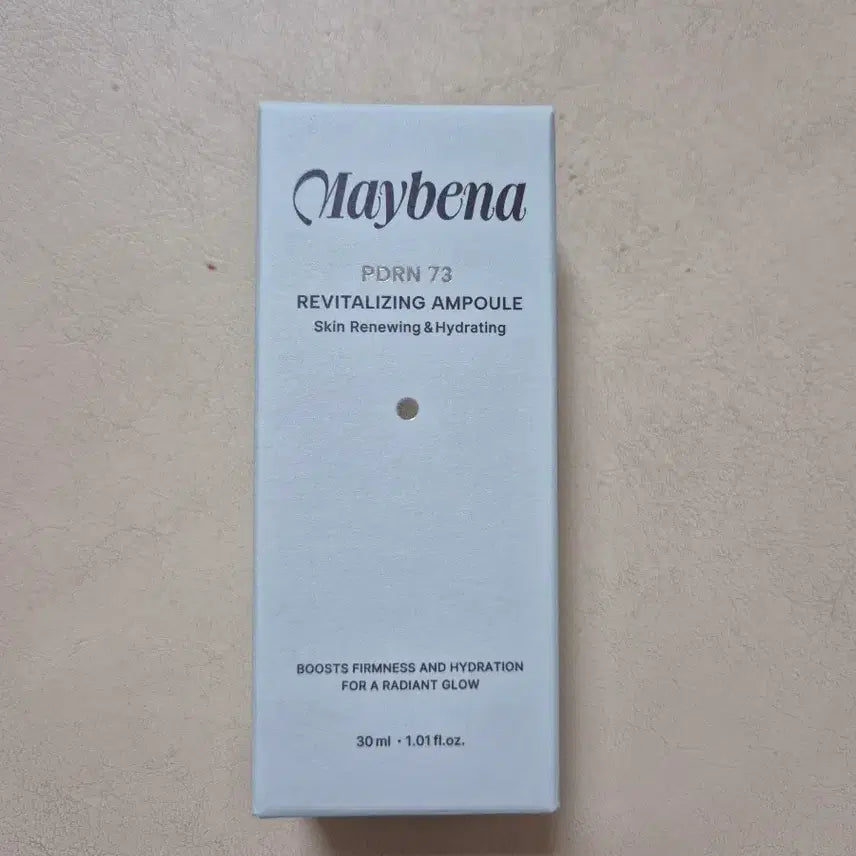 Maybena
PDRN 73
REVITALIZING AMPOULE
Skin Renewing & Hydrating
BOOSTS FIRMNESS AND HYDRATION
FOR A RADIANT GLOW
30 ml · 1.01 fl.oz.